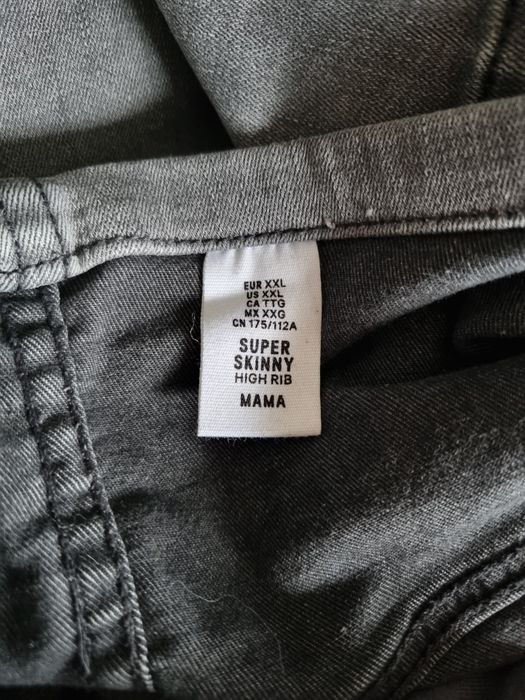 EUR XXL
US XXL
CA TTG
MX XXG
CN 175/112A
SUPER
SKINNY
HIGH RIB
MAMA